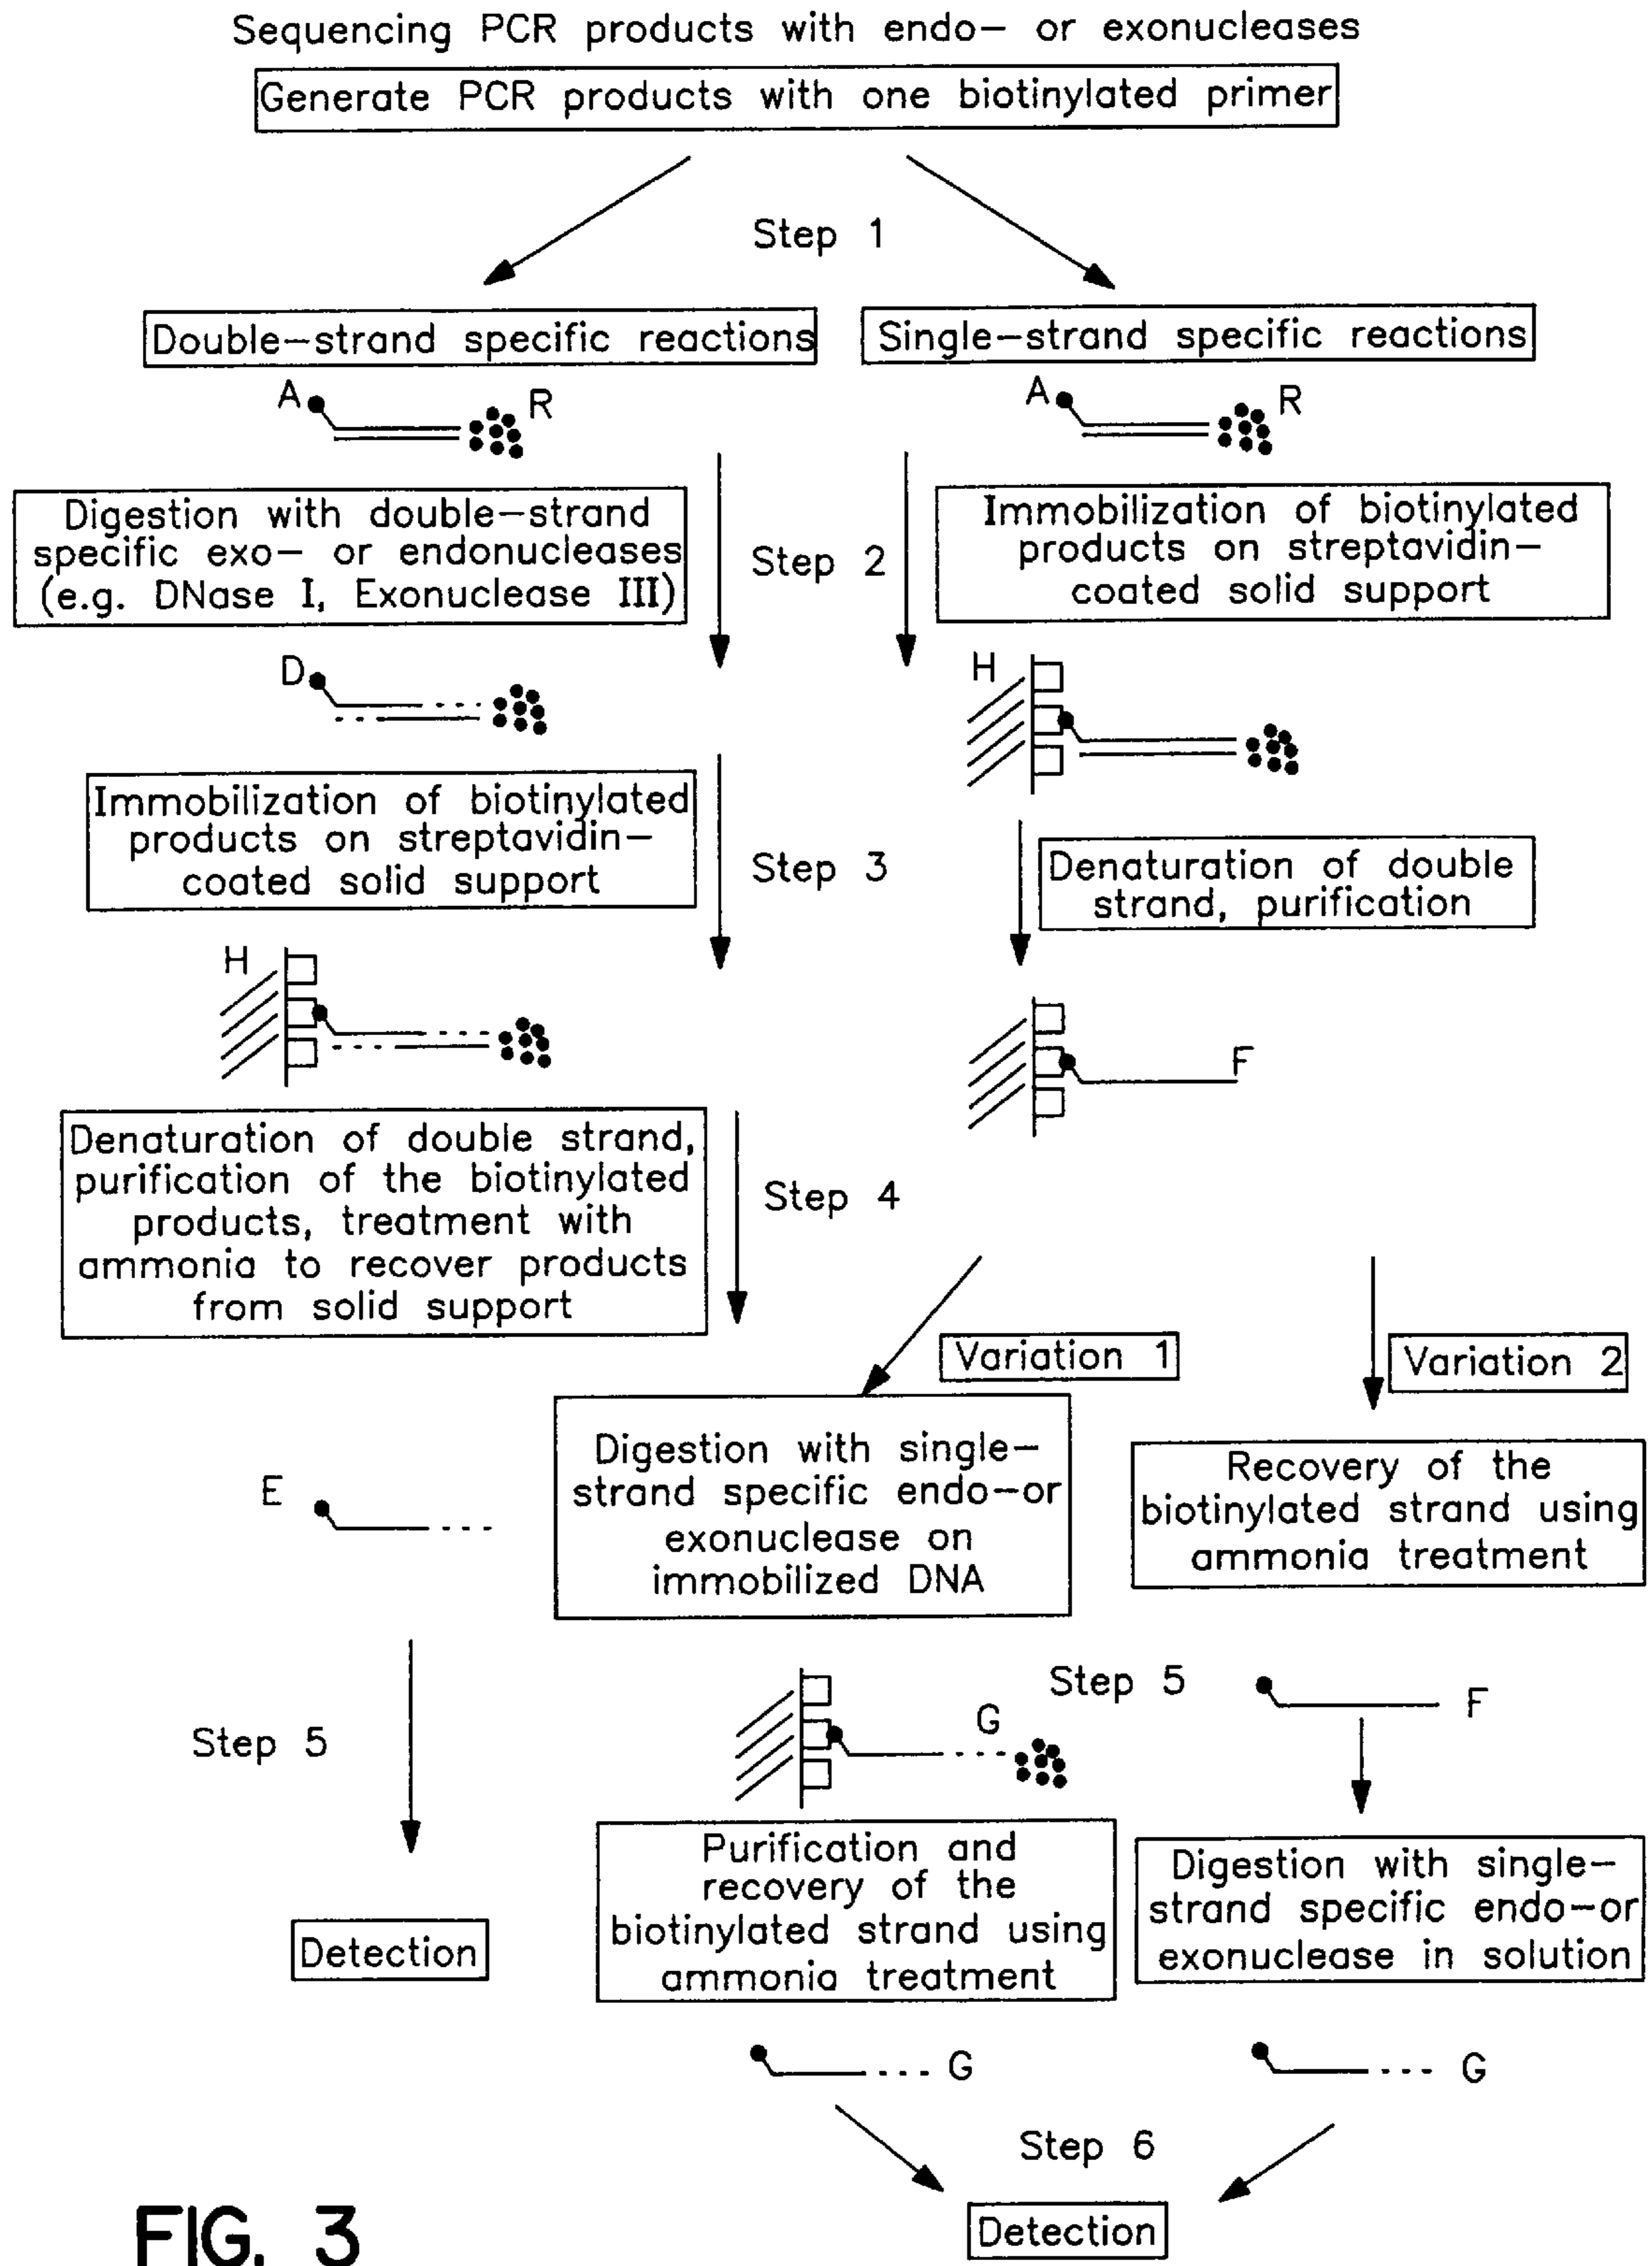 Sequencing PCR products with endo- or exonucleases
Generate PCR products with one biotinylated primer
Step 1
Double-strand specific reactions
Single-strand specific reactions
A
R
A
R
Digestion with double-strand
specific exo- or endonucleases
(e.g. DNase I, Exonuclease III)
Step 2
Immobilization of biotinylated
products on streptavidin-
coated solid support
D
H
Immobilization of biotinylated
products on streptavidin-
coated solid support
Step 3
Denaturation of double
strand, purification
H
F
Denaturation of double strand,
purification of the biotinylated
products, treatment with
ammonia to recover products
from solid support
Step 4
Variation 1
Variation 2
E
Digestion with single-
strand specific endo-or
exonuclease on
immobilized DNA
Recovery of the
biotinylated strand using
ammonia treatment
Step 5
G
Step 5
F
Detection
Purification and
recovery of the
biotinylated strand using
ammonia treatment
Digestion with single-
strand specific endo-or
exonuclease in solution
G
G
Step 6
Detection
FIG. 3